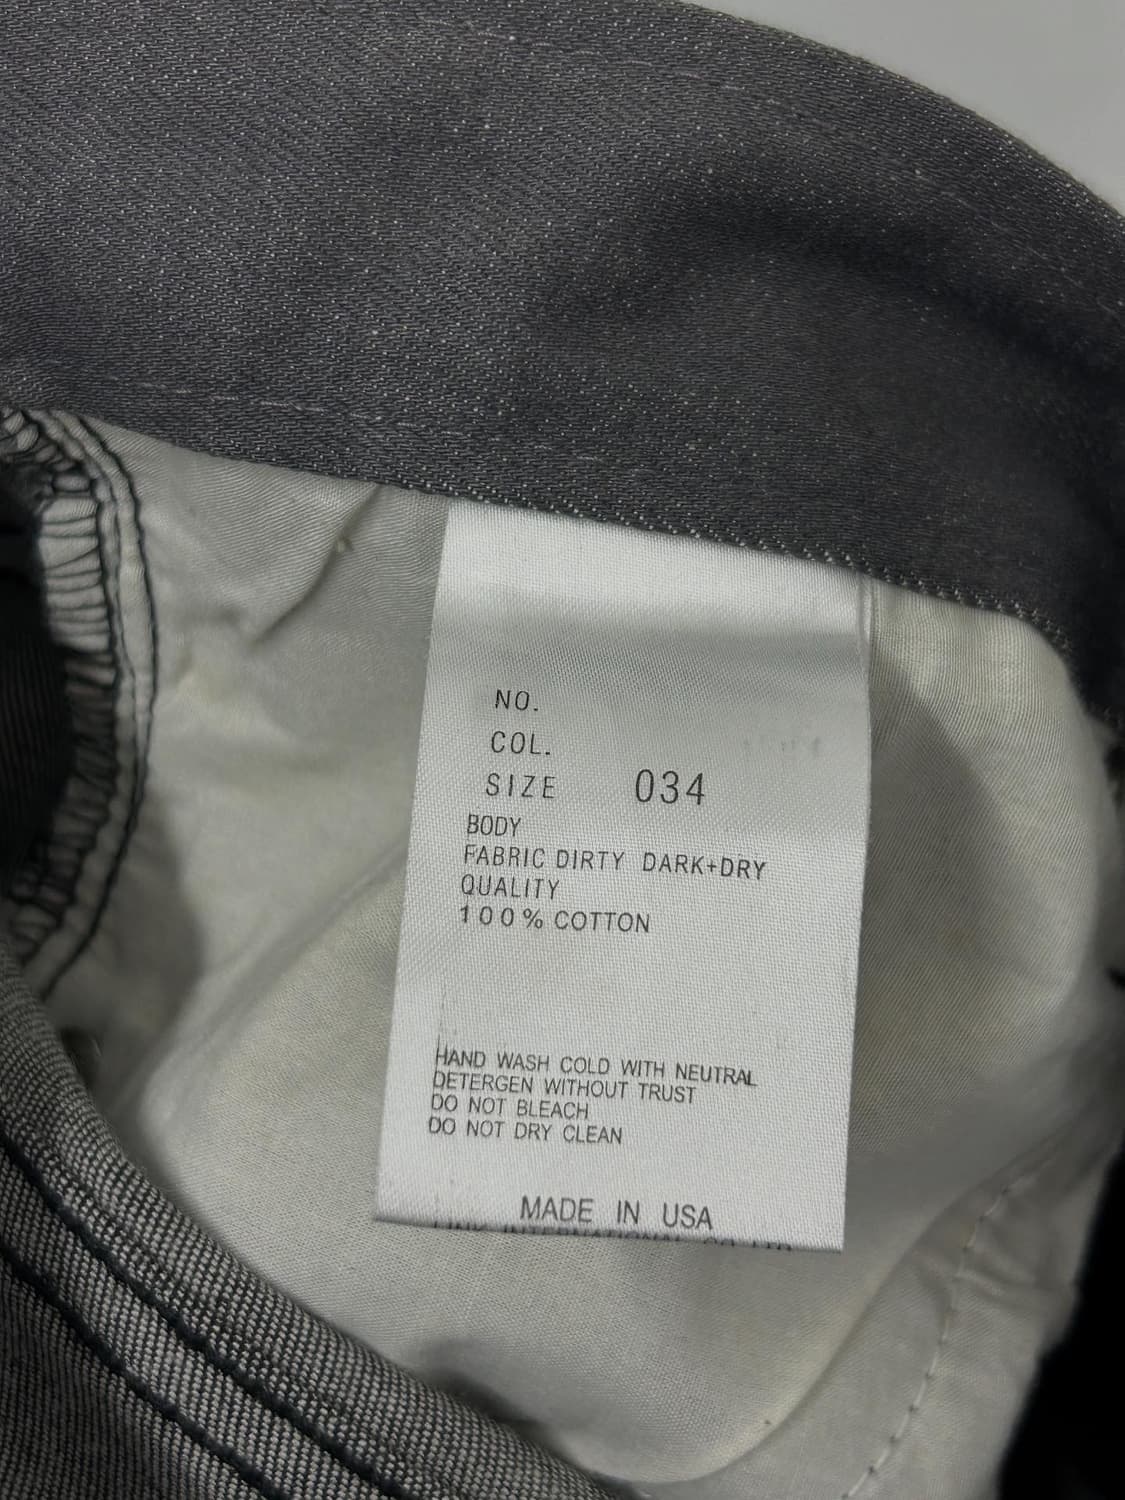 NO.
COL.
SIZE 034
BODY
FABRIC DIRTY DARK+DRY
QUALITY
100% COTTON
HAND WASH COLD WITH NEUTRAL
DETERGEN WITHOUT TRUST
DO NOT BLEACH
DO NOT DRY CLEAN
MADE IN USA